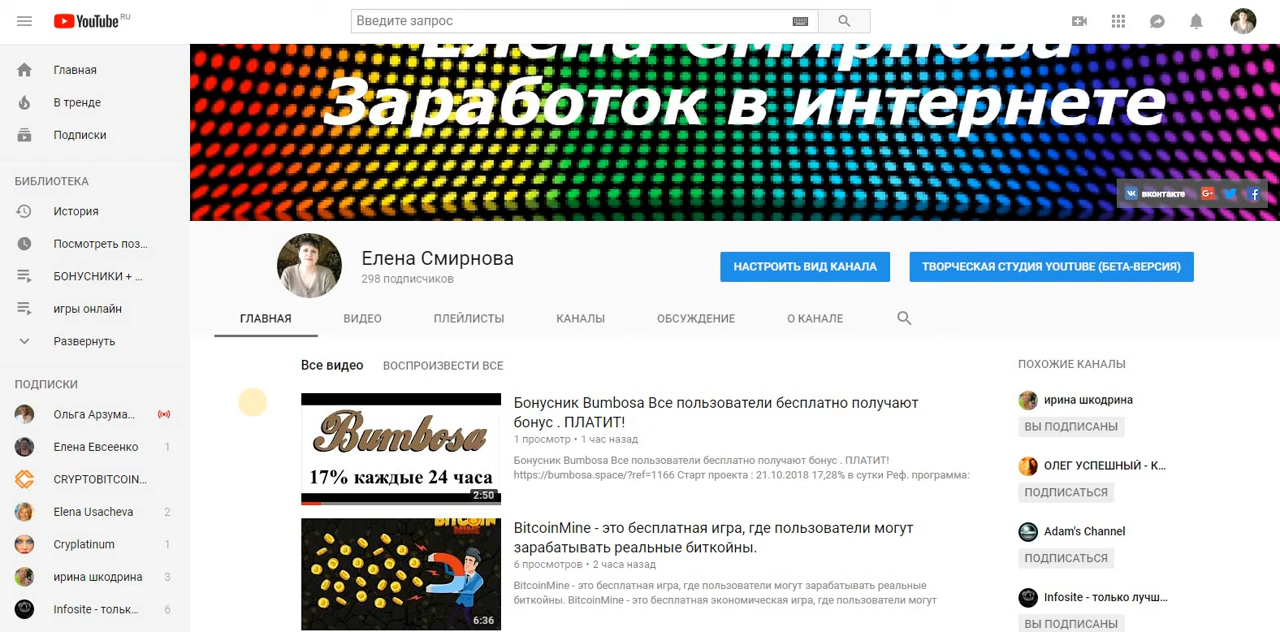 YouTube RU
Введите запрос
Главная
В тренде
Подписки
БИБЛИОТЕКА
История
Посмотреть поз...
БОНУСНИКИ + ...
игры онлайн
Развернуть
ПОДПИСКИ
Ольга Арзума...
Елена Евсеенко 1
CRYPTOBITCOIN...
Elena Usacheva 2
Cryplatinum 1
ирина шкодрина 3
Infosite - тольк... 6
Елена Смирнова
Заработок в интернете
вконтакте
G+
Елена Смирнова
298 подписчиков
НАСТРОИТЬ ВИД КАНАЛА
ТВОРЧЕСКАЯ СТУДИЯ YOUTUBE (БЕТА-ВЕРСИЯ)
ГЛАВНАЯ ВИДЕО ПЛЕЙЛИСТЫ КАНАЛЫ ОБСУЖДЕНИЕ О КАНАЛЕ
Все видео ВОСПРОИЗВЕСТИ ВСЕ
Bumbosa
17% каждые 24 часа
2:50
Бонусник Bumbosa Все пользователи бесплатно получают
бонус . ПЛАТИТ!
1 просмотр • 1 час назад
Бонусник Bumbosa Все пользователи бесплатно получают бонус . ПЛАТИТ!
https://bumbosa.space/?ref=1166 Старт проекта : 21.10.2018 17,28% в сутки Реф. программа:
BITCOIN
MINE
6:36
BitcoinMine - это бесплатная игра, где пользователи могут
зарабатывать реальные биткойны.
6 просмотров • 2 часа назад
BitcoinMine - это бесплатная игра, где пользователи могут зарабатывать реальные
биткойны. BitcoinMine - это бесплатная экономическая игра, где пользователи могут
ПОХОЖИЕ КАНАЛЫ
ирина шкодрина
ВЫ ПОДПИСАНЫ
ОЛЕГ УСПЕШНЫЙ - К...
ПОДПИСАТЬСЯ
Adam's Channel
ПОДПИСАТЬСЯ
Infosite - только лучш...
ВЫ ПОДПИСАНЫ